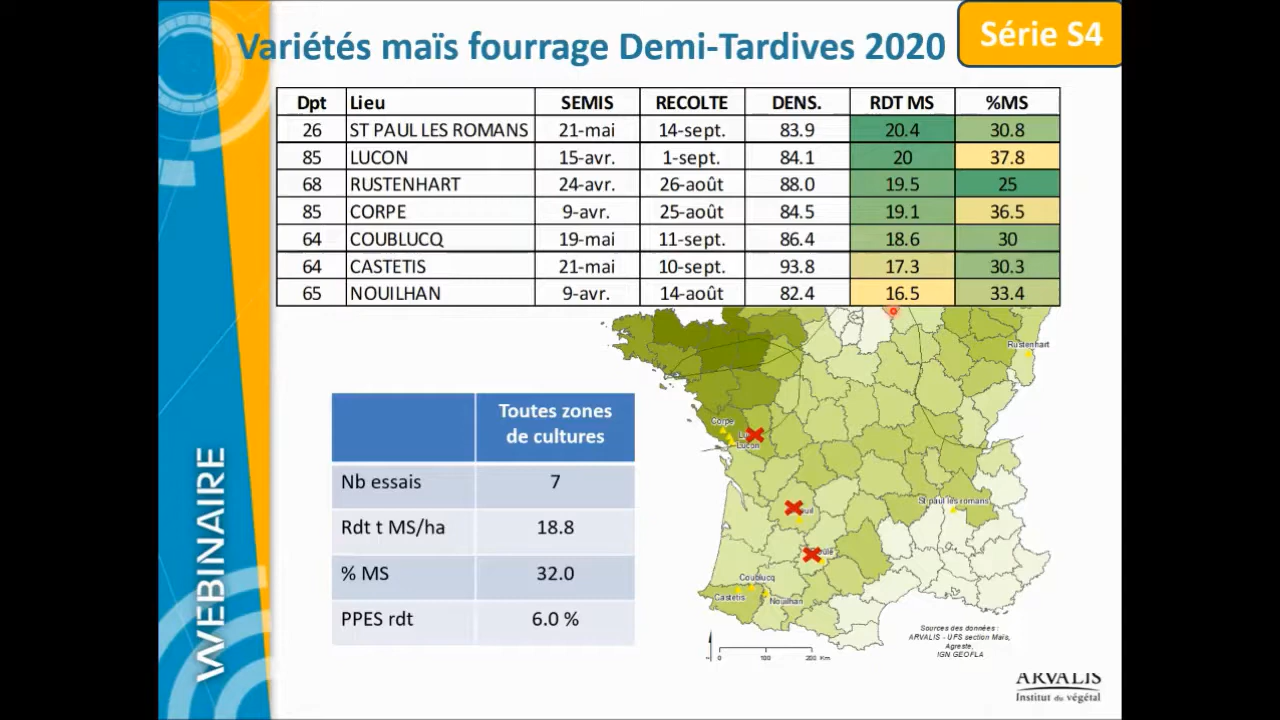 Variétés maïs fourrage Demi-Tardives 2020
Série S4
Dpt Lieu SEMIS RECOLTE DENS. RDT MS %MS
26 ST PAUL LES ROMANS 21-mai 14-sept. 83.9 20.4 30.8
85 LUCON 15-avr. 1-sept. 84.1 20 37.8
68 RUSTENHART 24-avr. 26-août 88.0 19.5 25
85 CORPE 9-avr. 25-août 84.5 19.1 36.5
64 COUBLUCQ 19-mai 11-sept. 86.4 18.6 30
64 CASTETIS 21-mai 10-sept. 93.8 17.3 30.3
65 NOUILHAN 9-avr. 14-août 82.4 16.5 33.4
Rustenhart
Toutes zones
de cultures
Nb essais 7
Rdt t MS/ha 18.8
% MS 32.0
PPES rdt 6.0 %
Corpe
Lucon
St paul les romans
Coublucq
Castetis
Nouilhan
Sources des données :
ARVALIS - UFS section Maïs,
Agreste,
IGN GEOFLA
0 100 200 Km
WEBINAIRE
ARVALIS
Institut du végétal